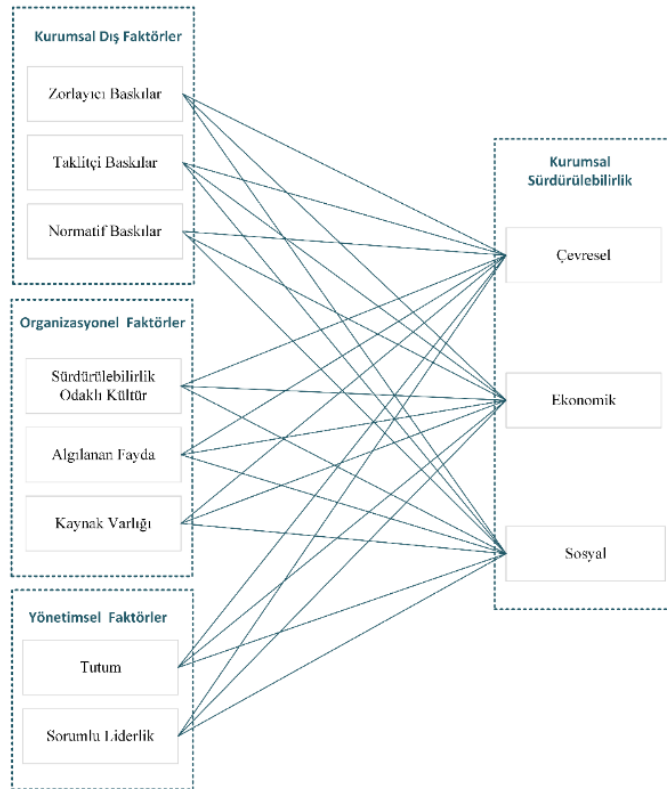 Kurumsal Dış Faktörler
Zorlayıcı Baskılar
Taklitçi Baskılar
Normatif Baskılar
Organizasyonel Faktörler
Sürdürülebilirlik
Odaklı Kültür
Algılanan Fayda
Kaynak Varlığı
Yönetimsel Faktörler
Tutum
Sorumlu Liderlik
Kurumsal
Sürdürülebilirlik
Çevresel
Ekonomik
Sosyal